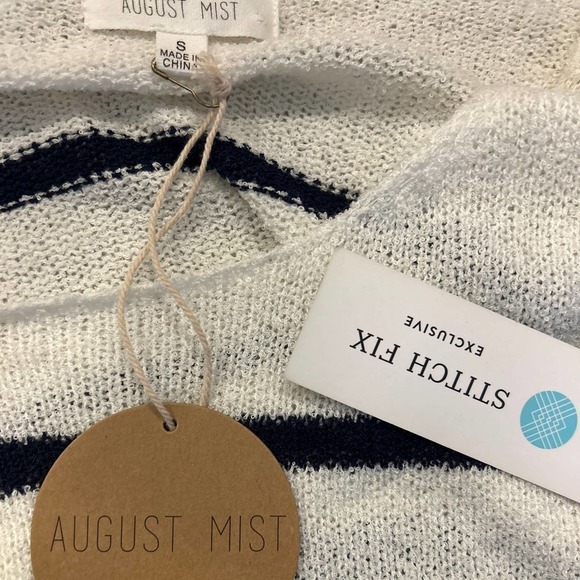 AUGUST MIST
S
MADE IN
CHINA
STITCH FIX
EXCLUSIVE
AUGUST MIST